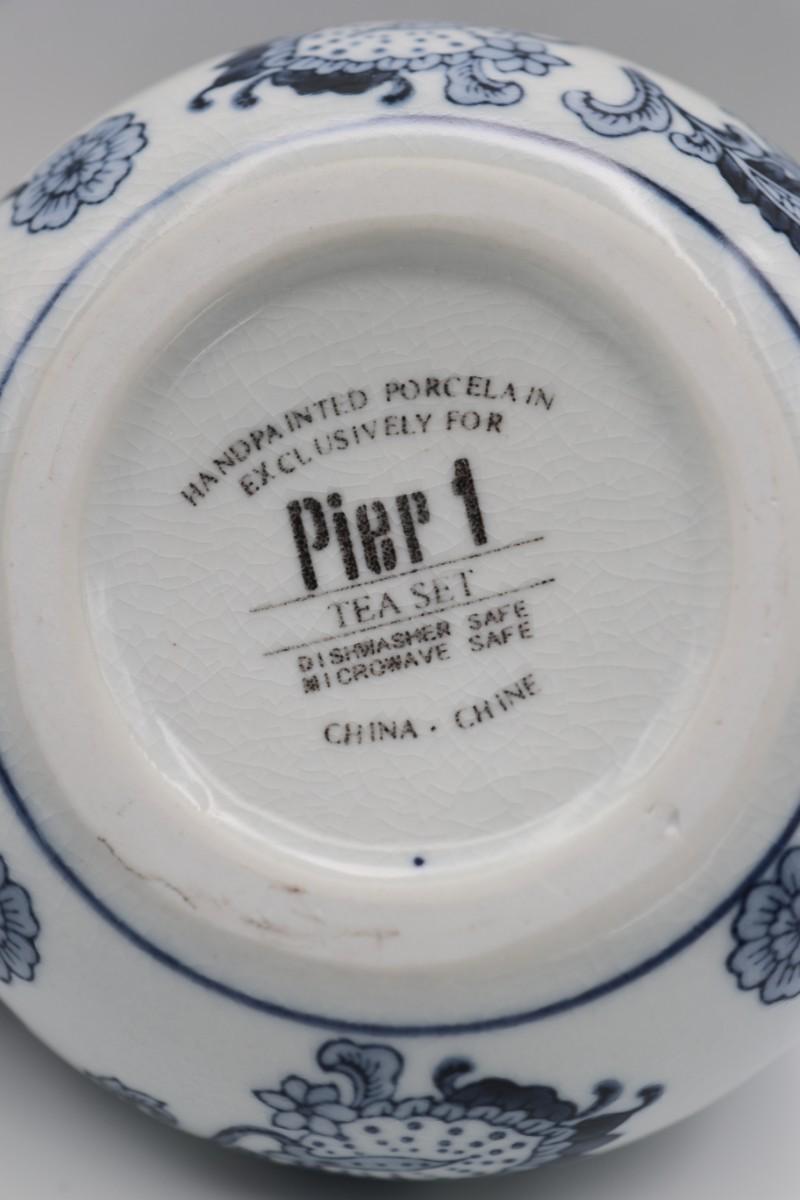 HANDPAINTED PORCELAIN
EXCLUSIVELY FOR
Pier 1
TEA SET
DISHWASHER SAFE
MICROWAVE SAFE
CHINA · CHINE